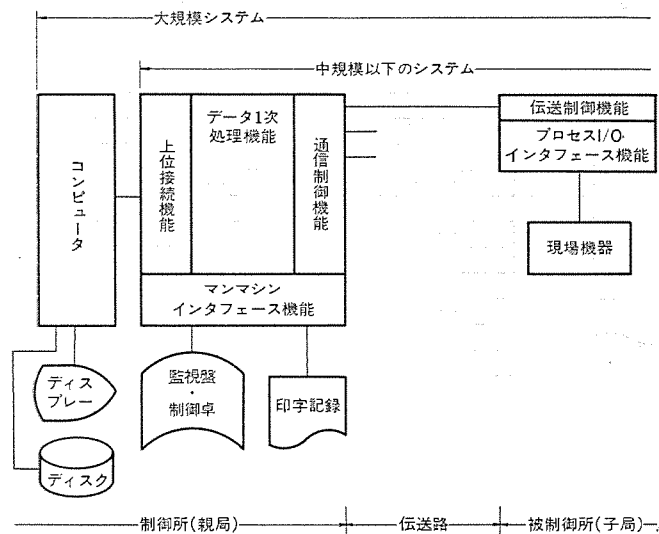 大規模システム
中規模以下のシステム
コンピュータ
上位接続機能
データ1次
処理機能
通信制御機能
マンマシン
インタフェース機能
伝送制御機能
プロセスI/O
インタフェース機能
現場機器
ディス
プレー
監視盤
・
制御卓
印字記録
ディスク
制御所(親局)
伝送路
被制御所(子局)